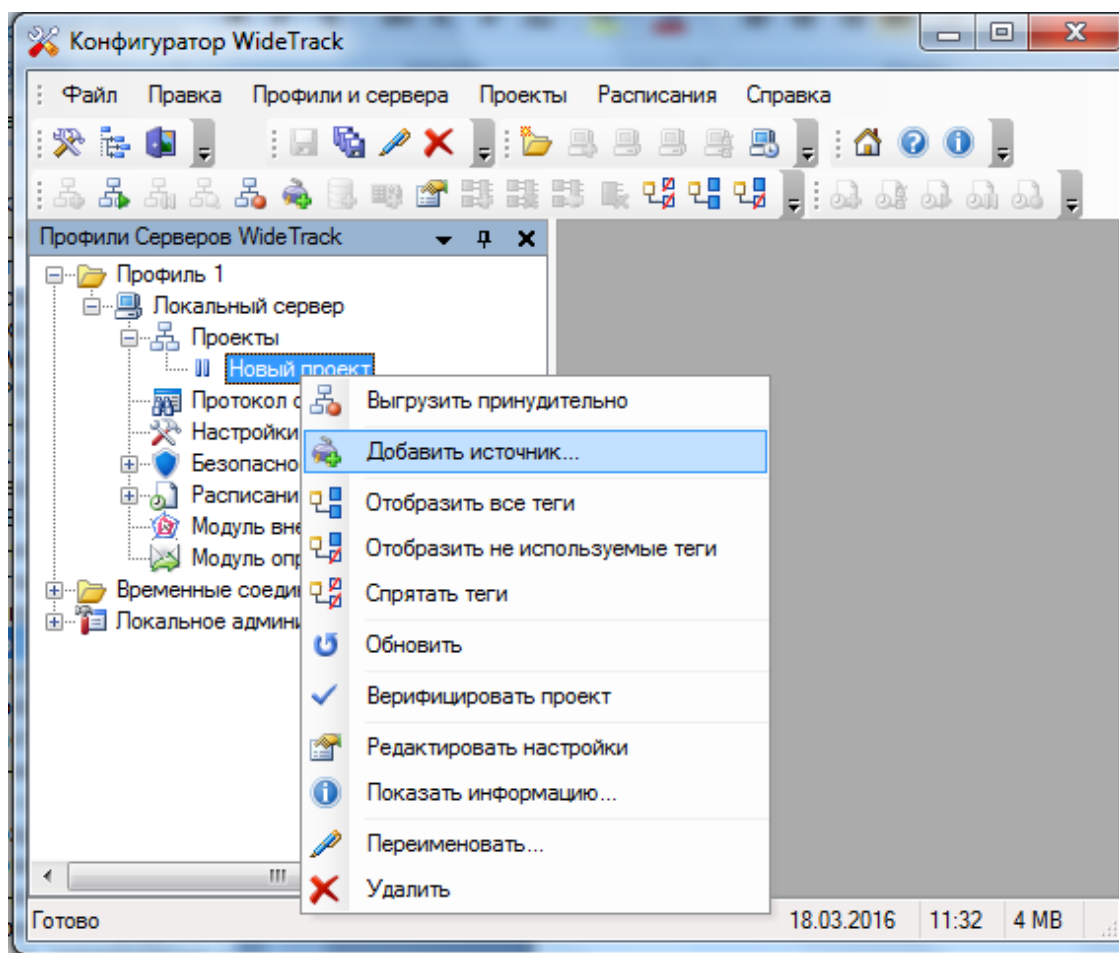 Конфигуратор WideTrack
Файл Правка Профили и сервера Проекты Расписания Справка
Профили Серверов WideTrack
Профиль 1
Локальный сервер
Проекты
Новый проект
Протокол
Настройки
Безопасно
Расписани
Модуль вне
Модуль опр
Временные соеди
Локальное админи
Выгрузить принудительно
Добавить источник...
Отобразить все теги
Отобразить не используемые теги
Спрятать теги
Обновить
Верифицировать проект
Редактировать настройки
Показать информацию...
Переименовать...
Удалить
Готово 18.03.2016 11:32 4 MB